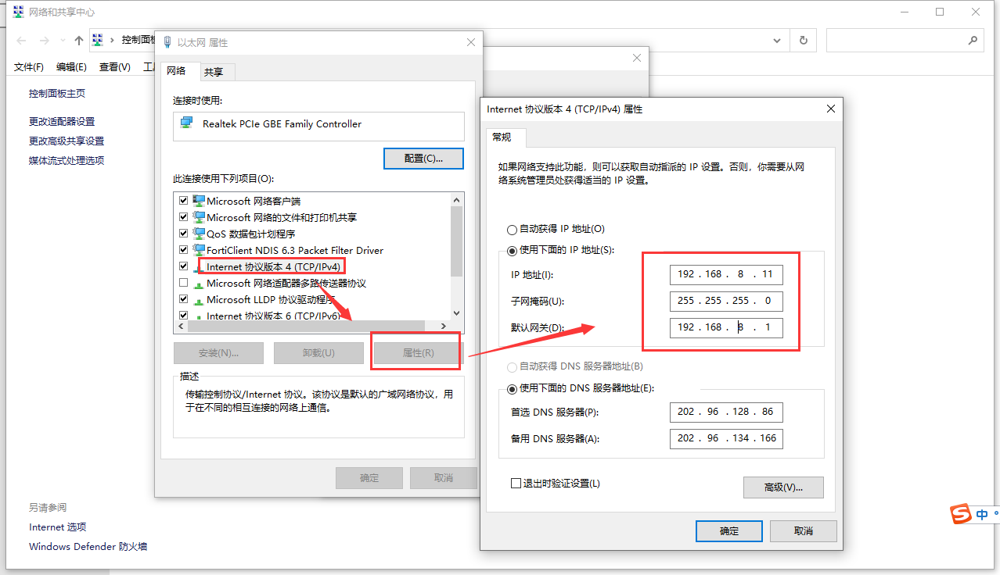 网络和共享中心
控制面板
文件(F)
编辑(E)
查看(V)
控制面板主页
更改适配器设置
更改高级共享设置
媒体流式处理选项
另请参阅
Internet 选项
Windows Defender 防火墙
以太网 属性
网络
共享
连接时使用:
Realtek PCIe GBE Family Controller
配置(C)...
此连接使用下列项目(O):
Microsoft 网络客户端
Microsoft 网络的文件和打印机共享
QoS 数据包计划程序
FortiClient NDIS 6.3 Packet Filter Driver
Internet 协议版本 4 (TCP/IPv4)
Microsoft 网络适配器多路传送器协议
Microsoft LLDP 协议驱动程序
Internet 协议版本 6 (TCP/IPv6)
安装(N)...
卸载(U)
属性(R)
描述
传输控制协议/Internet 协议。该协议是默认的广域网络协议，用
于在不同的相互连接的网络上通信。
确定
取消
Internet 协议版本 4 (TCP/IPv4) 属性
常规
如果网络支持此功能，则可以获取自动指派的 IP 设置。否则，你需要从网
络系统管理员处获得适当的 IP 设置。
自动获得 IP 地址(O)
使用下面的 IP 地址(S):
IP 地址(I):
192 . 168 . 8 . 11
子网掩码(U):
255 . 255 . 255 . 0
默认网关(D):
192 . 168 . 8 . 1
自动获得 DNS 服务器地址(B)
使用下面的 DNS 服务器地址(E):
首选 DNS 服务器(P):
202 . 96 . 128 . 86
备用 DNS 服务器(A):
202 . 96 . 134 . 166
退出时验证设置(L)
高级(V)...
确定
取消
S 中